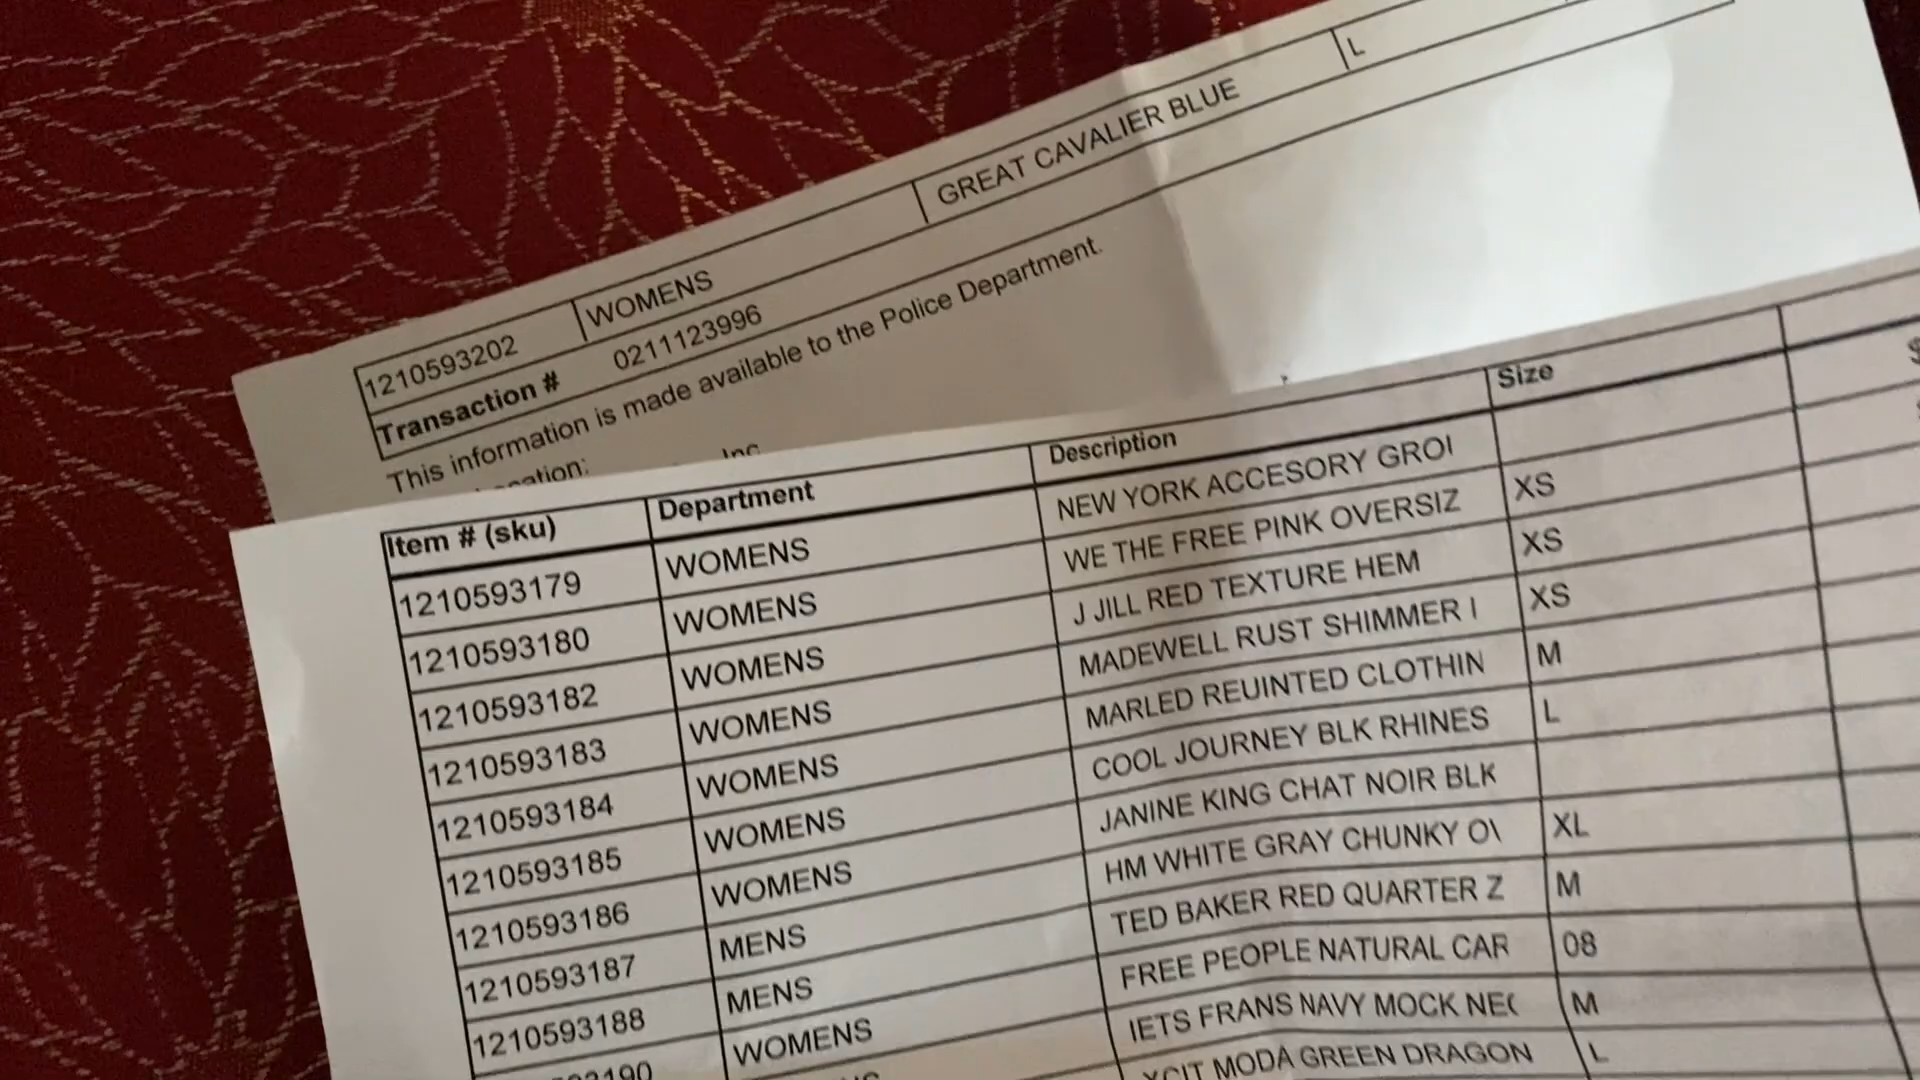 1210593202 WOMENS GREAT CAVALIER BLUE L
Transaction # 0211123996
This information is made available to the Police Department.
Inc
Item # (sku) Department Description Size
1210593179 WOMENS NEW YORK ACCESORY GRO
1210593180 WOMENS WE THE FREE PINK OVERSIZ XS
1210593182 WOMENS J JILL RED TEXTURE HEM XS
1210593183 WOMENS MADEWELL RUST SHIMMER XS
1210593184 WOMENS MARLED REUINTED CLOTHIN M
1210593185 WOMENS COOL JOURNEY BLK RHINES L
1210593186 WOMENS JANINE KING CHAT NOIR BLK
1210593187 MENS HM WHITE GRAY CHUNKY XL
1210593188 MENS TED BAKER RED QUARTER Z M
WOMENS FREE PEOPLE NATURAL CAR 08
IETS FRANS NAVY MOCK NEC M
MODA GREEN DRAGON L